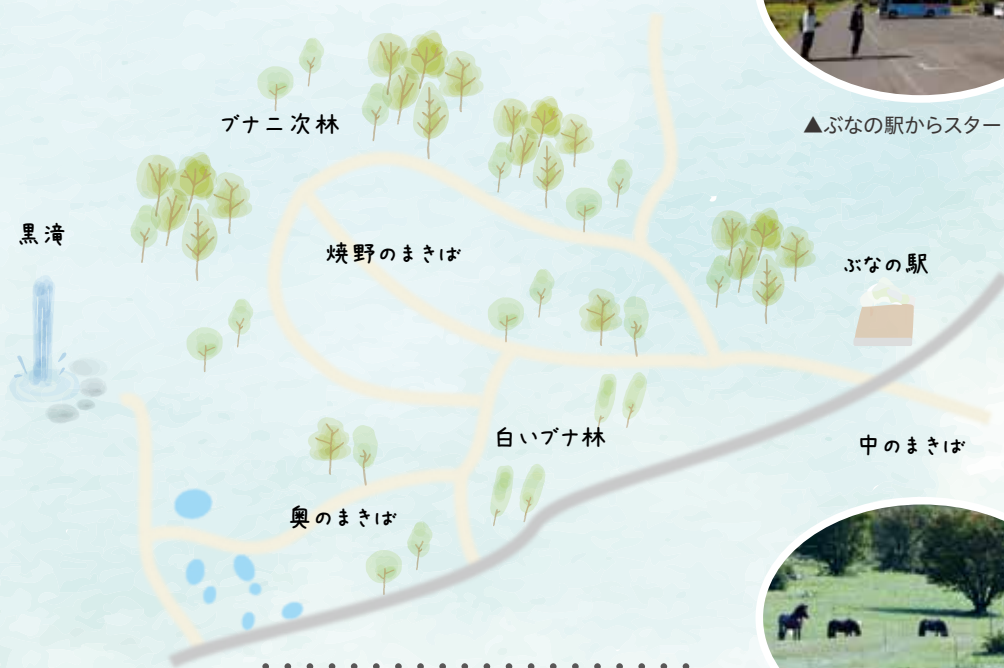 ▲ぶなの駅からスター
ブナ二次林
黒滝
焼野のまきば
ぶなの駅
白いブナ林
中のまきば
奥のまきば